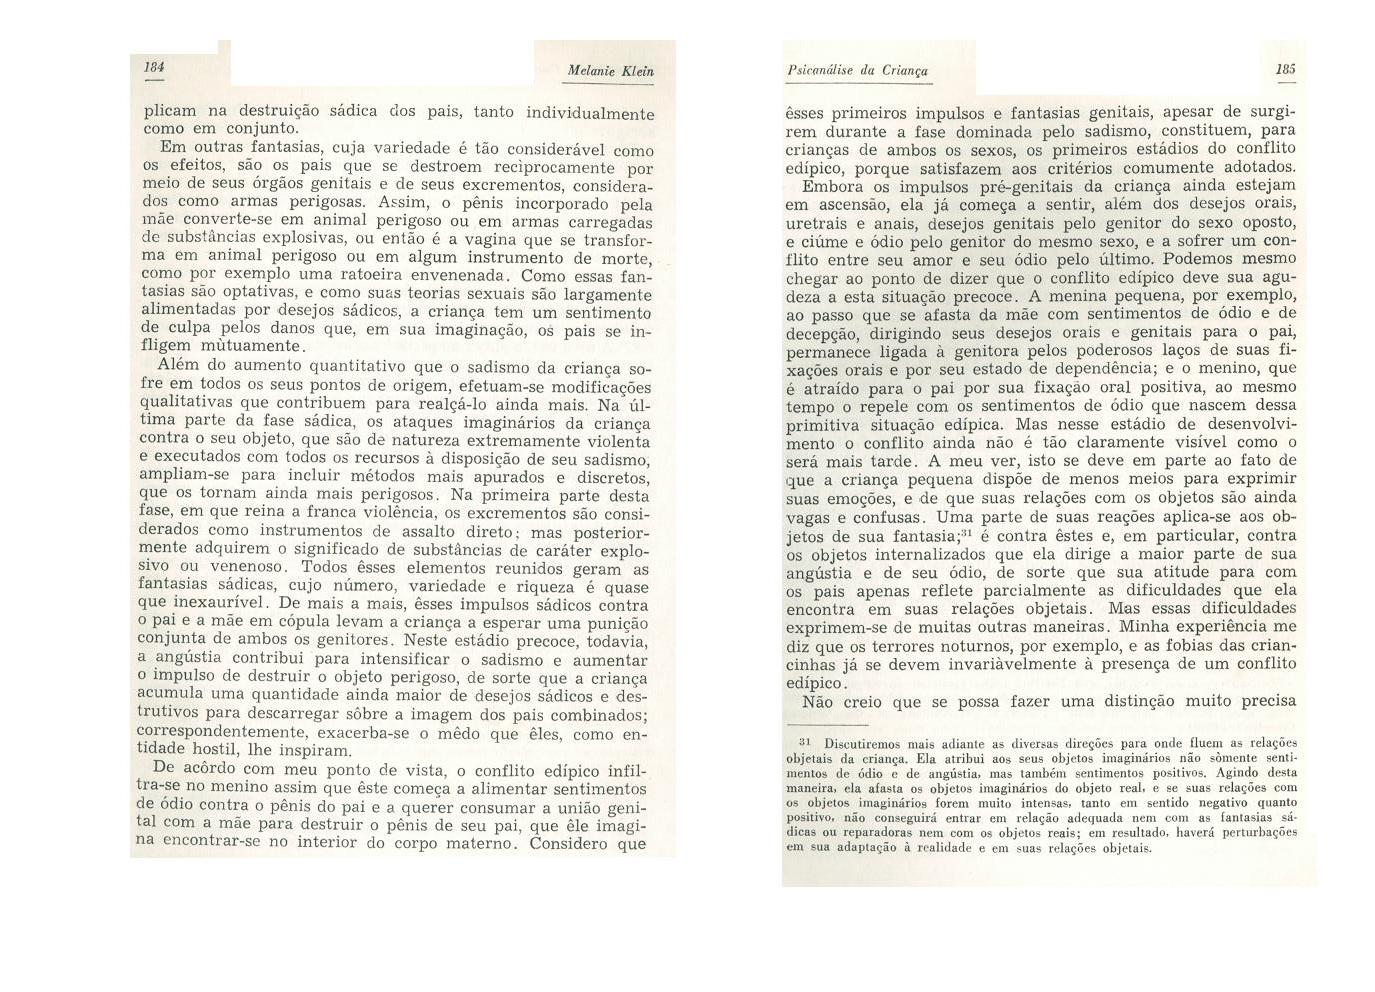 184
Melanie Klein
plicam na destruição sádica dos pais, tanto individualmente
como em conjunto.
Em outras fantasias, cuja variedade é tão considerável como
os efeitos, são os pais que se destroem recìprocamente por
meio de seus órgãos genitais e de seus excrementos, considera-
dos como armas perigosas. Assim, o pênis incorporado pela
mãe converte-se em animal perigoso ou em armas carregadas
de substâncias explosivas, ou então é a vagina que se transfor-
ma em animal perigoso ou em algum instrumento de morte,
como por exemplo uma ratoeira envenenada. Como essas fan-
tasias são optativas, e como suas teorias sexuais são largamente
alimentadas por desejos sádicos, a criança tem um sentimento
de culpa pelos danos que, em sua imaginação, os pais se in-
fligem mùtuamente.
Além do aumento quantitativo que o sadismo da criança so-
fre em todos os seus pontos de origem, efetuam-se modificações
qualitativas que contribuem para realçá-lo ainda mais. Na úl-
tima parte da fase sádica, os ataques imaginários da criança
contra o seu objeto, que são de natureza extremamente violenta
e executados com todos os recursos à disposição de seu sadismo,
ampliam-se para incluir métodos mais apurados e discretos,
que os tornam ainda mais perigosos. Na primeira parte desta
fase, em que reina a franca violência, os excrementos são consi-
derados como instrumentos de assalto direto; mas posterior-
mente adquirem o significado de substâncias de caráter explo-
sivo ou venenoso. Todos êsses elementos reunidos geram as
fantasias sádicas, cujo número, variedade e riqueza é quase
que inexaurível. De mais a mais, êsses impulsos sádicos contra
o pai e a mãe em cópula levam a criança a esperar uma punição
conjunta de ambos os genitores. Neste estádio precoce, todavia,
a angústia contribui para intensificar o sadismo e aumentar
o impulso de destruir o objeto perigoso, de sorte que a criança
acumula uma quantidade ainda maior de desejos sádicos e des-
trutivos para descarregar sôbre a imagem dos pais combinados;
correspondentemente, exacerba-se o mêdo que êles, como en-
tidade hostil, lhe inspiram.
De acôrdo com meu ponto de vista, o conflito edípico infil-
tra-se no menino assim que êste começa a alimentar sentimentos
de ódio contra o pênis do pai e a querer consumar a união geni-
tal com a mãe para destruir o pênis de seu pai, que êle imagi-
na encontrar-se no interior do corpo materno. Considero que
Psicanálise da Criança
185
êsses primeiros impulsos e fantasias genitais, apesar de surgi-
rem durante a fase dominada pelo sadismo, constituem, para
crianças de ambos os sexos, os primeiros estádios do conflito
edípico, porque satisfazem aos critérios comumente adotados.
Embora os impulsos pré-genitais da criança ainda estejam
em ascensão, ela já começa a sentir, além dos desejos orais,
uretrais e anais, desejos genitais pelo genitor do sexo oposto,
e ciúme e ódio pelo genitor do mesmo sexo, e a sofrer um con-
flito entre seu amor e seu ódio pelo último. Podemos mesmo
chegar ao ponto de dizer que o conflito edípico deve sua agu-
deza a esta situação precoce. A menina pequena, por exemplo,
ao passo que se afasta da mãe com sentimentos de ódio e de
decepção, dirigindo seus desejos orais e genitais para o pai,
permanece ligada à genitora pelos poderosos laços de suas fi-
xações orais e por seu estado de dependência; e o menino, que
é atraído para o pai por sua fixação oral positiva, ao mesmo
tempo o repele com os sentimentos de ódio que nascem dessa
primitiva situação edípica. Mas nesse estádio de desenvolvi-
mento o conflito ainda não é tão claramente visível como o
será mais tarde. A meu ver, isto se deve em parte ao fato de
que a criança pequena dispõe de menos meios para exprimir
suas emoções, e de que suas relações com os objetos são ainda
vagas e confusas. Uma parte de suas reações aplica-se aos ob-
jetos de sua fantasia;³¹ é contra êstes e, em particular, contra
os objetos internalizados que ela dirige a maior parte de sua
angústia e de seu ódio, de sorte que sua atitude para com
os pais apenas reflete parcialmente as dificuldades que ela
encontra em suas relações objetais. Mas essas dificuldades
exprimem-se de muitas outras maneiras. Minha experiência me
diz que os terrores noturnos, por exemplo, e as fobias das crian-
cinhas já se devem invariàvelmente à presença de um conflito
edípico.
Não creio que se possa fazer uma distinção muito precisa
31 Discutiremos mais adiante as diversas direções para onde fluem as relações
objetais da criança. Ela atribui aos seus objetos imaginários não sòmente senti-
mentos de ódio e de angústia, mas também sentimentos positivos. Agindo desta
maneira, ela afasta os objetos imaginários do objeto real, e se suas relações com
os objetos imaginários forem muito intensas, tanto em sentido negativo quanto
positivo, não conseguirá entrar em relação adequada nem com as fantasias sá-
dicas ou reparadoras nem com os objetos reais; em resultado, haverá perturbações
em sua adaptação à realidade e em suas relações objetais.